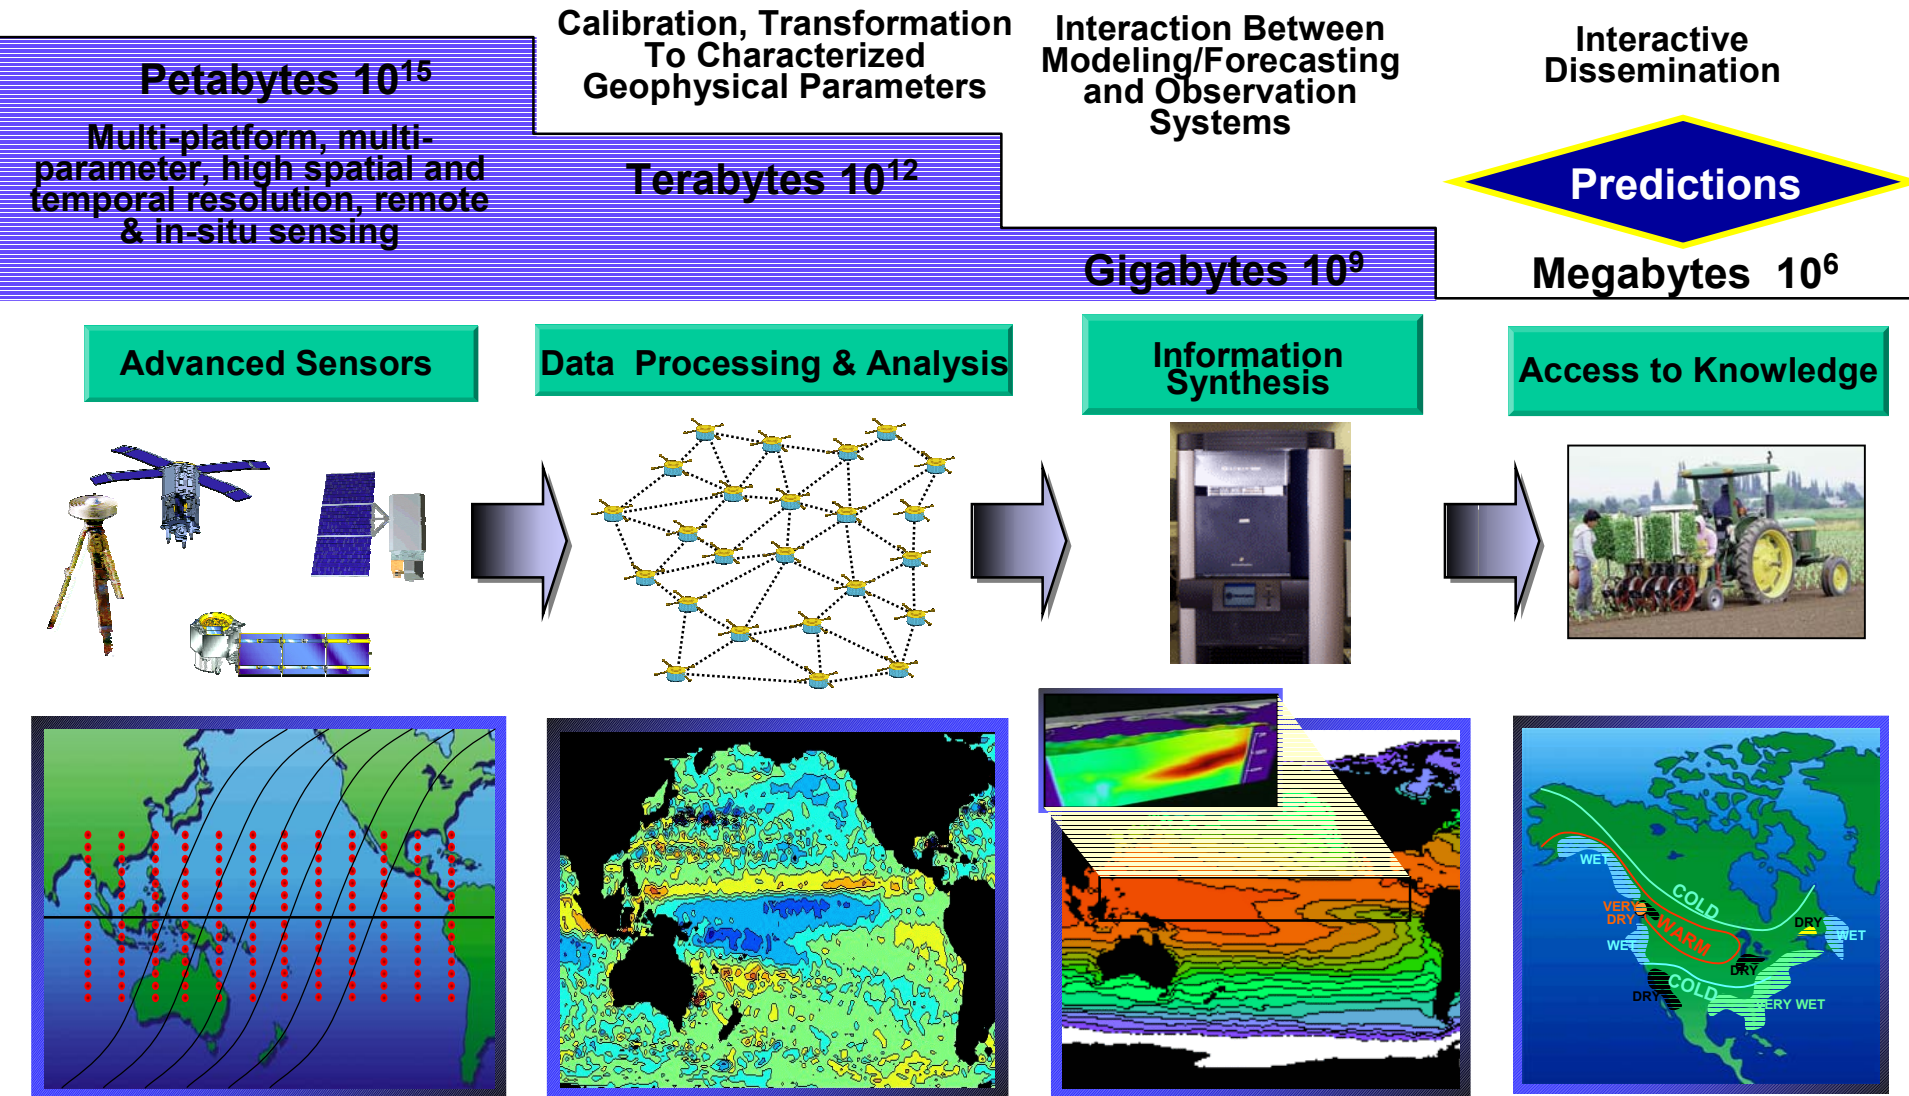 Petabytes 10¹⁵
Multi-platform, multi-
parameter, high spatial and
temporal resolution, remote
& in-situ sensing
Calibration, Transformation
To Characterized
Geophysical Parameters
Terabytes 10¹²
Interaction Between
Modeling/Forecasting
and Observation
Systems
Gigabytes 10⁹
Interactive
Dissemination
Predictions
Megabytes 10⁶
Advanced Sensors
Data Processing & Analysis
Information
Synthesis
Access to Knowledge
WET
COLD
VERY
DRY
WARM
WET
DRY
WET
DRY
COLD
DRY
VERY WET